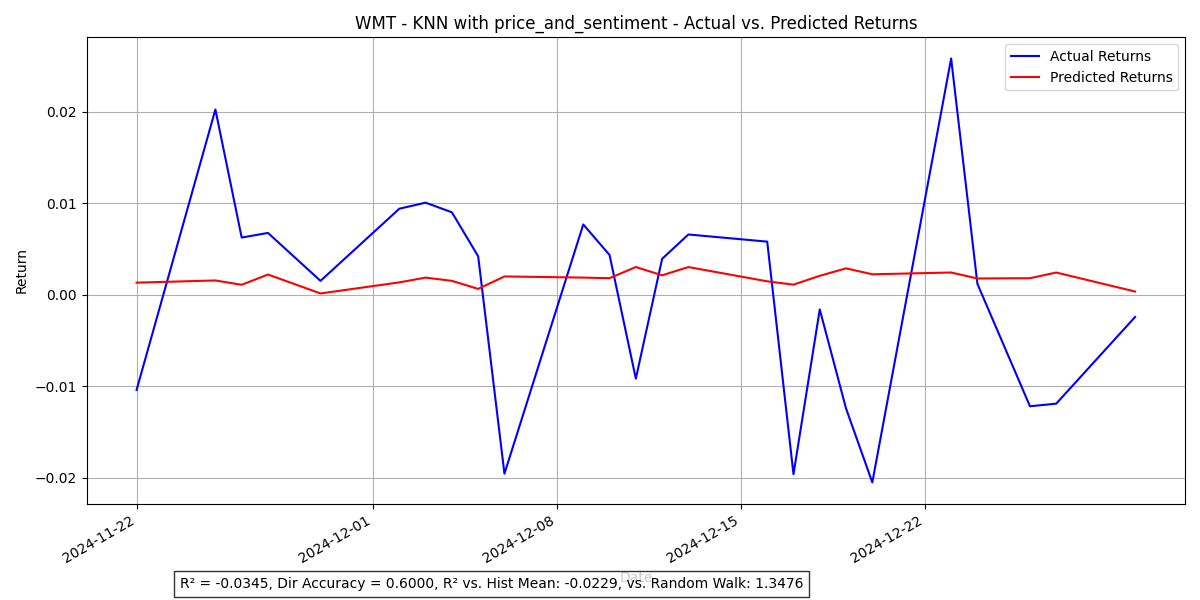 WMT - KNN with price_and_sentiment - Actual vs. Predicted Returns
Actual Returns
Predicted Returns
Return
0.02
0.01
0.00
−0.01
−0.02
2024-11-22
2024-12-01
2024-12-08
2024-12-15
2024-12-22
Date
R² = -0.0345, Dir Accuracy = 0.6000, R² vs. Hist Mean: -0.0229, vs. Random Walk: 1.3476